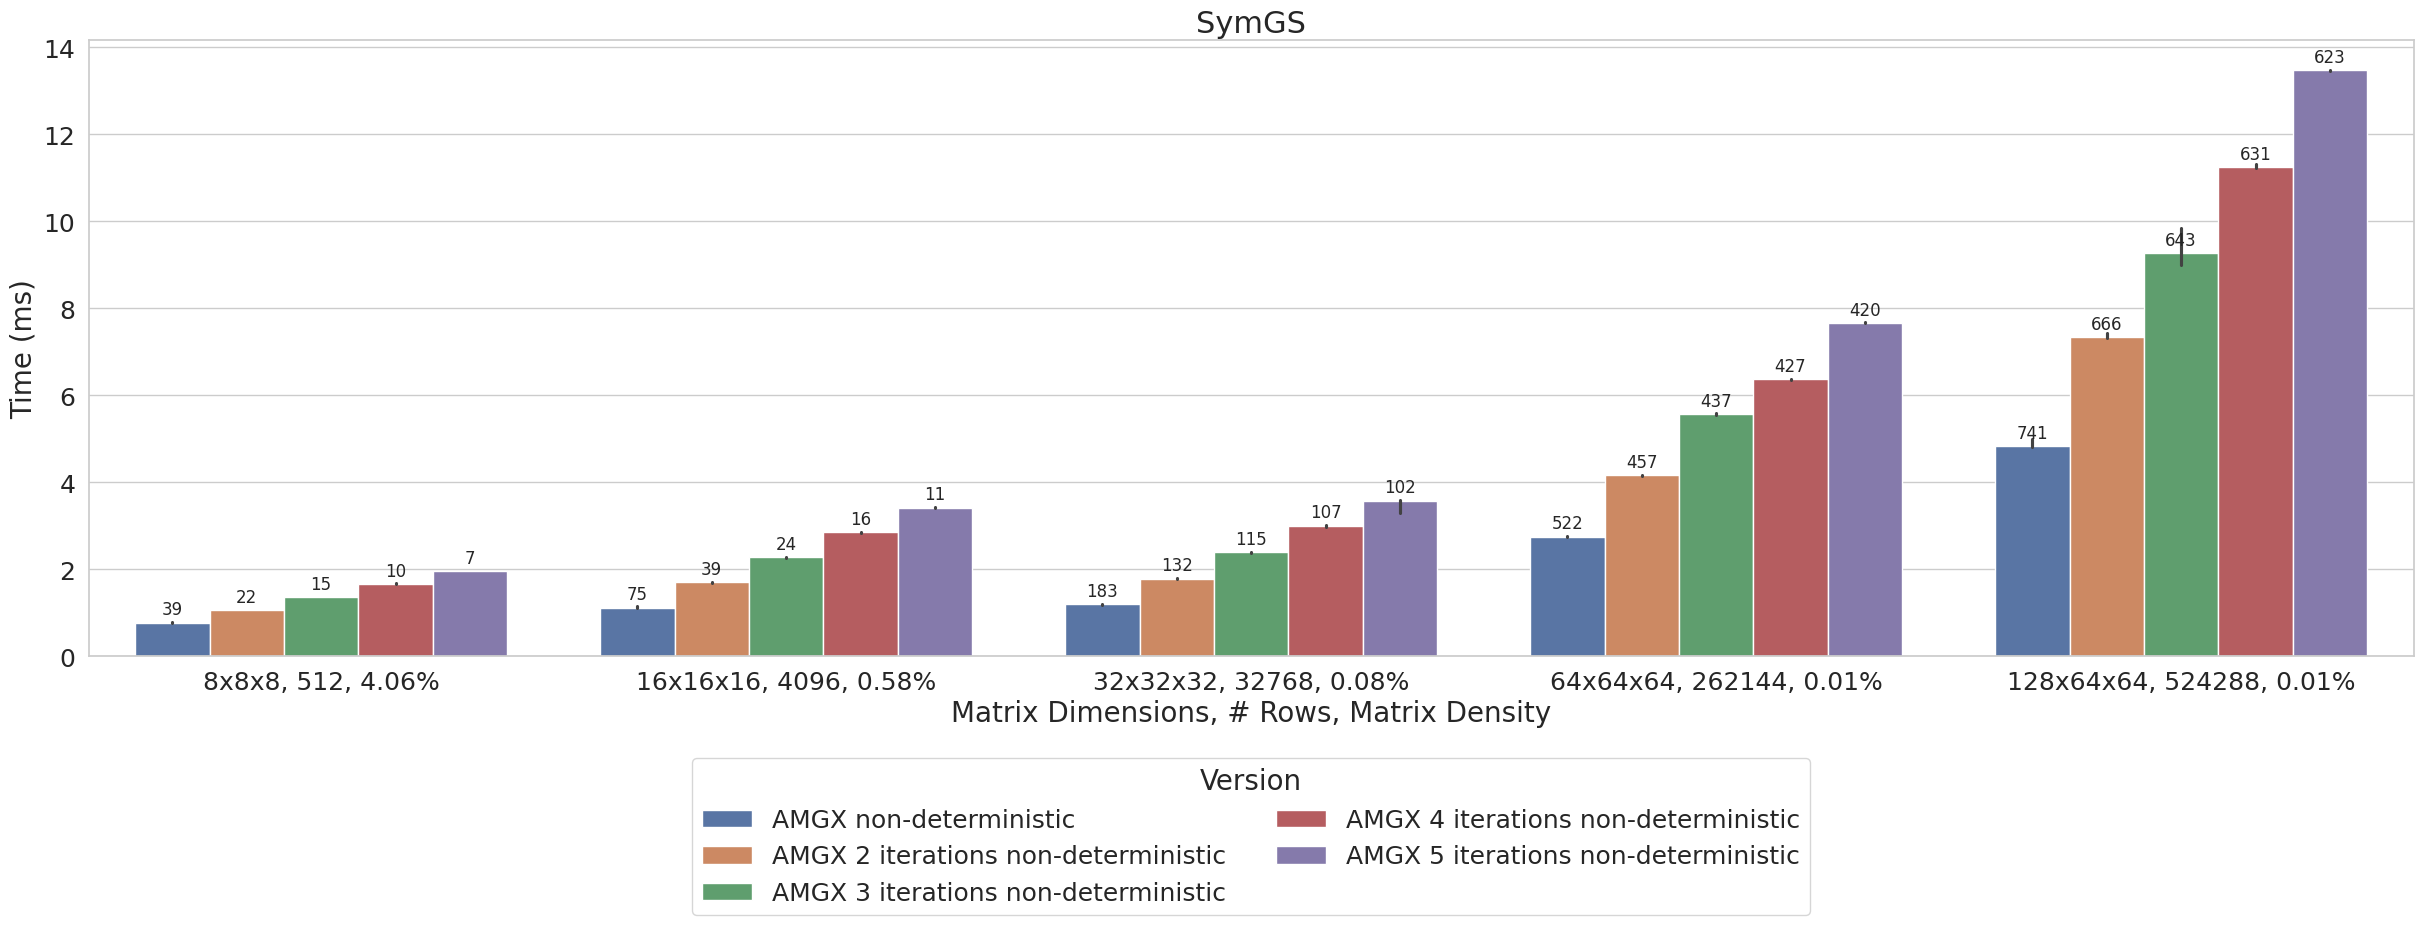 SymGS
Time (ms)
14
12
10
8
6
4
2
0
39
22
15
10
7
75
39
24
16
11
183
132
115
107
102
522
457
437
427
420
741
666
643
631
623
8x8x8, 512, 4.06%
16x16x16, 4096, 0.58%
32x32x32, 32768, 0.08%
64x64x64, 262144, 0.01%
128x64x64, 524288, 0.01%
Matrix Dimensions, # Rows, Matrix Density
Version
AMGX non-deterministic
AMGX 2 iterations non-deterministic
AMGX 3 iterations non-deterministic
AMGX 4 iterations non-deterministic
AMGX 5 iterations non-deterministic